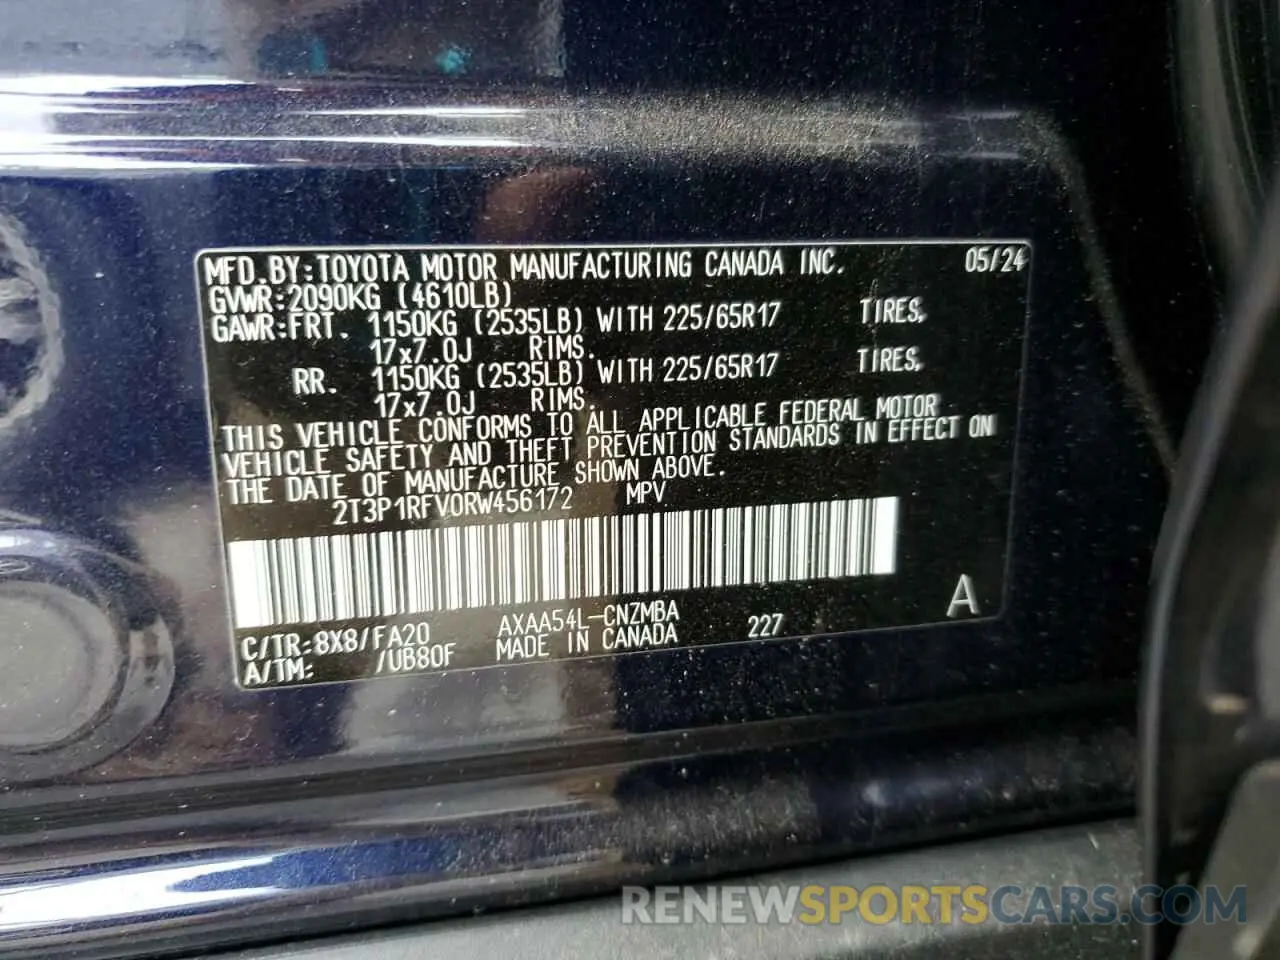 MFD.BY:TOYOTA MOTOR MANUFACTURING CANADA INC. 05/24
GVWR:2090KG (4610LB)
GAWR:FRT. 1150KG (2535LB) WITH 225/65R17 TIRES,
17x7.0J RIMS.
RR. 1150KG (2535LB) WITH 225/65R17 TIRES,
17x7.0J RIMS.
THIS VEHICLE CONFORMS TO ALL APPLICABLE FEDERAL MOTOR
VEHICLE SAFETY AND THEFT PREVENTION STANDARDS IN EFFECT ON
THE DATE OF MANUFACTURE SHOWN ABOVE.
2T3P1RFV0RW456172 MPV
C/TR:8X8/FA20 AXAA54L-CNZMBA 227 A
A/TM: /UB80F MADE IN CANADA
RENEWSPORTSCARS.COM